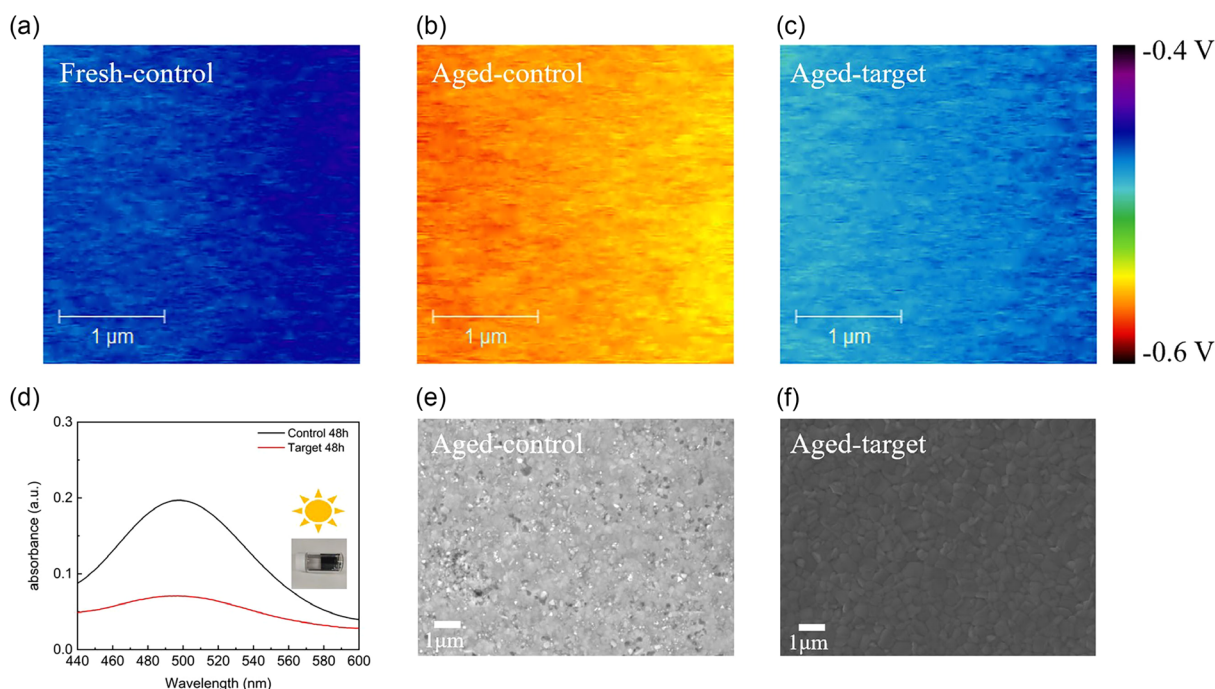 (a)
Fresh-control
1 µm
(b)
Aged-control
1 µm
(c)
Aged-target
1 µm
-0.4 V
-0.6 V
(d)
0.3
0.2
0.1
0.0
absorbance (a.u.)
Control 48h
Target 48h
440 460 480 500 520 540 560 580 600
Wavelength (nm)
(e)
Aged-control
1µm
(f)
Aged-target
1µm